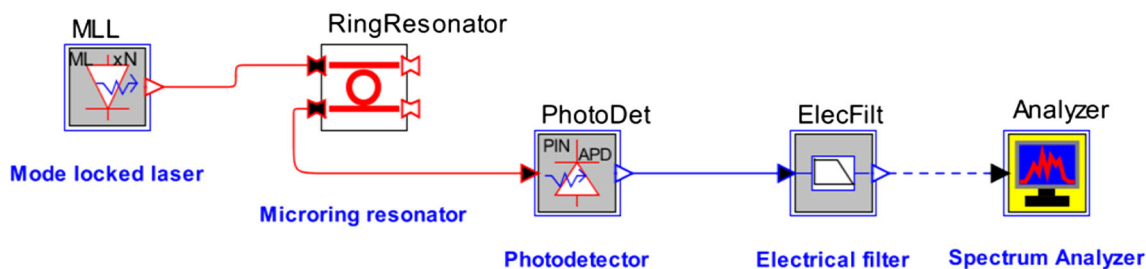 MLL
RingResonator
ML xN
PhotoDet
ElecFilt
Analyzer
PIN
APD
Mode locked laser
Microring resonator
Photodetector
Electrical filter
Spectrum Analyzer